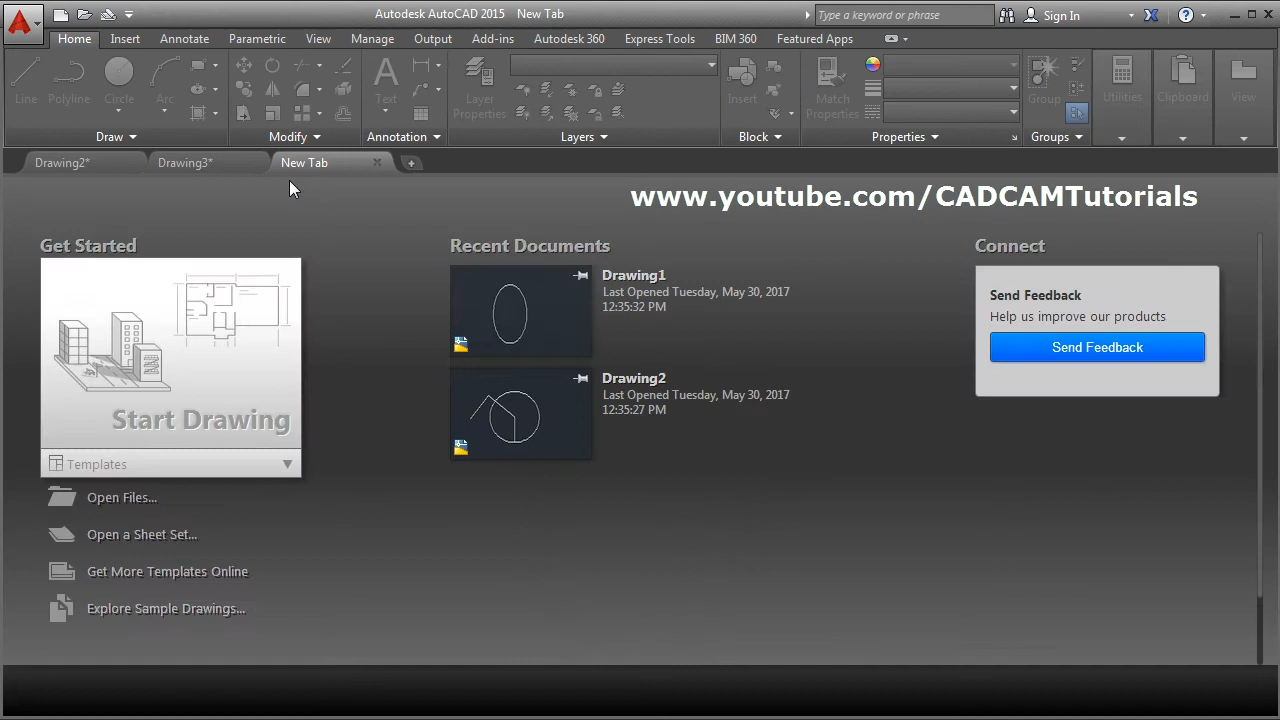 Autodesk AutoCAD 2015 New Tab
Type a keyword or phrase
Sign In
Home Insert Annotate Parametric View Manage Output Add-ins Autodesk 360 Express Tools BIM 360 Featured Apps
Line Polyline Circle Arc
Text
Layer
Properties
Insert
Match
Properties
Group
Utilities
Clipboard
View
Draw
Modify
Annotation
Layers
Block
Properties
Groups
Drawing2*
Drawing3*
New Tab
www.youtube.com/CADCAMTutorials
Get Started
Start Drawing
Templates
Open Files...
Open a Sheet Set...
Get More Templates Online
Explore Sample Drawings...
Recent Documents
Drawing1
Last Opened Tuesday, May 30, 2017
12:35:32 PM
Drawing2
Last Opened Tuesday, May 30, 2017
12:35:27 PM
Connect
Send Feedback
Help us improve our products
Send Feedback